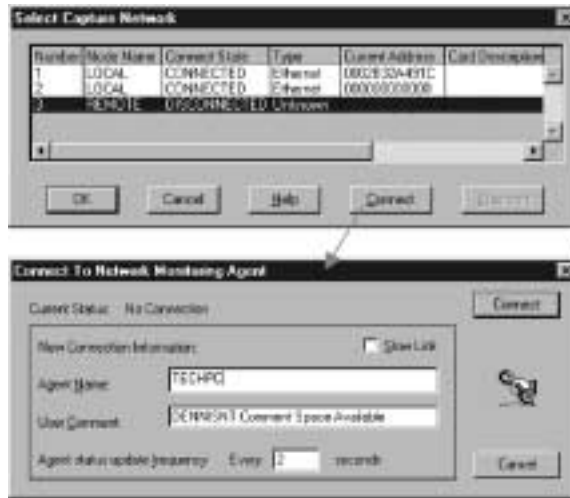 Select Capture Network
Number Node Name Connect State Type Current Address Card Description
1 LOCAL CONNECTED Ethernet
2 LOCAL CONNECTED Ethernet 000000000000
3 REMOTE DISCONNECTED Unknown
OK Cancel Help Connect Disconnect
Connect To Network Monitoring Agent
Current Status: No Connection
Connect
New Connection Information:
Slow Link
Agent Name: TECHPC
User Comment: Comment Space Available
Agent status update frequency: Every 2 seconds
Cancel